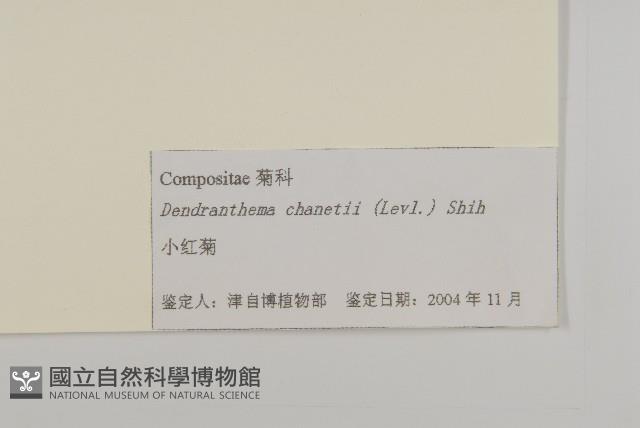 Compositae 菊科
Dendranthema chanetii (Levl.) Shih
小红菊
鉴定人：津自博植物部 鉴定日期：2004 年 11 月
國立自然科學博物館
NATIONAL MUSEUM OF NATURAL SCIENCE